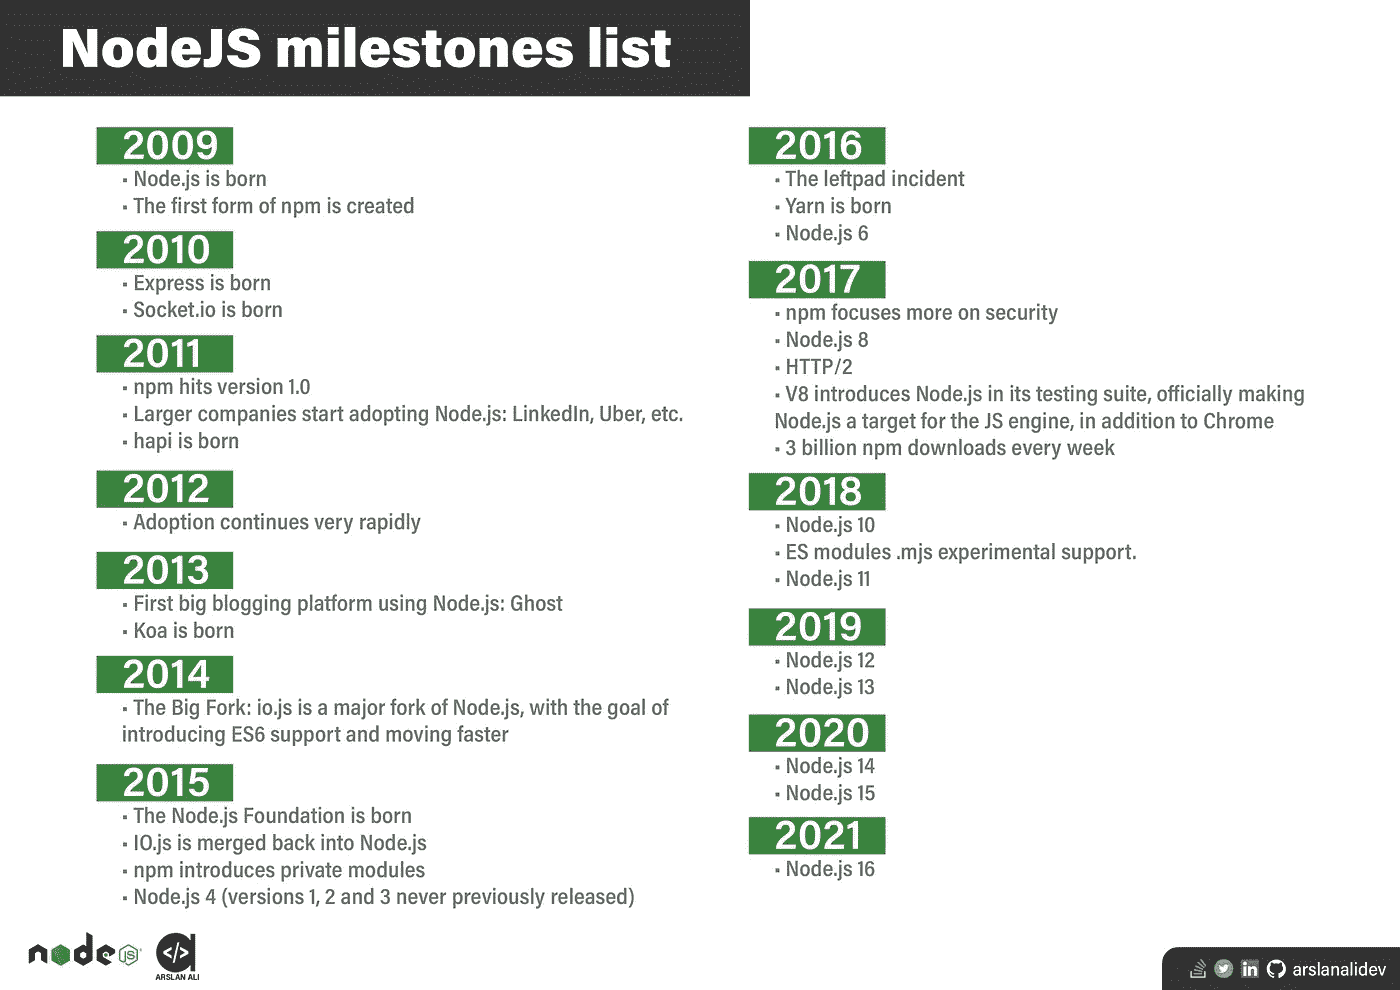 NodeJS milestones list
2009
▪ Node.js is born
▪ The first form of npm is created
2010
▪ Express is born
▪ Socket.io is born
2011
▪ npm hits version 1.0
▪ Larger companies start adopting Node.js: LinkedIn, Uber, etc.
▪ hapi is born
2012
▪ Adoption continues very rapidly
2013
▪ First big blogging platform using Node.js: Ghost
▪ Koa is born
2014
▪ The Big Fork: io.js is a major fork of Node.js, with the goal of
introducing ES6 support and moving faster
2015
▪ The Node.js Foundation is born
▪ IO.js is merged back into Node.js
▪ npm introduces private modules
▪ Node.js 4 (versions 1, 2 and 3 never previously released)
2016
▪ The leftpad incident
▪ Yarn is born
▪ Node.js 6
2017
▪ npm focuses more on security
▪ Node.js 8
▪ HTTP/2
▪ V8 introduces Node.js in its testing suite, officially making
Node.js a target for the JS engine, in addition to Chrome
▪ 3 billion npm downloads every week
2018
▪ Node.js 10
▪ ES modules .mjs experimental support.
▪ Node.js 11
2019
▪ Node.js 12
▪ Node.js 13
2020
▪ Node.js 14
▪ Node.js 15
2021
▪ Node.js 16
node JS
</>
ARSLAN ALI
in arslanalidev